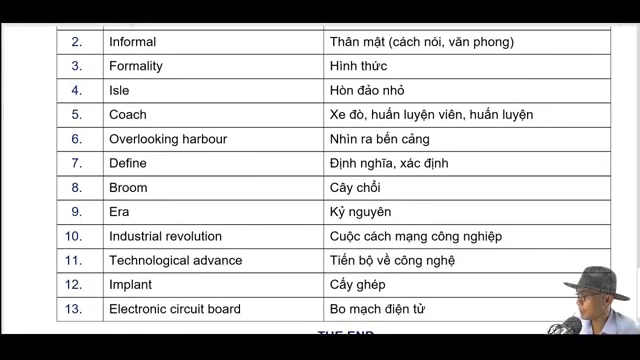 2. Informal Thân mật (cách nói, văn phong)
3. Formality Hình thức
4. Isle Hòn đảo nhỏ
5. Coach Xe đò, huấn luyện viên, huấn luyện
6. Overlooking harbour Nhìn ra bến cảng
7. Define Định nghĩa, xác định
8. Broom Cây chổi
9. Era Kỷ nguyên
10. Industrial revolution Cuộc cách mạng công nghiệp
11. Technological advance Tiến bộ về công nghệ
12. Implant Cấy ghép
13. Electronic circuit board Bo mạch điện tử
THE END